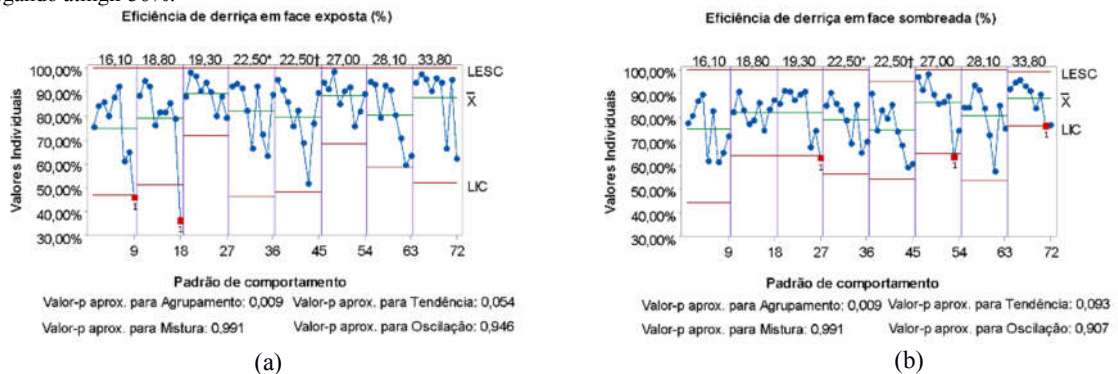 Eficiência de derriça em face exposta (%)
16,10 18,80 19,30 22,50* 22,50† 27,00 28,10 33,80
100,00%
90,00%
80,00%
70,00%
60,00%
50,00%
40,00%
30,00%
Valores Individuais
LESC
X̅
LIC
1
1
9 18 27 36 45 54 63 72
Padrão de comportamento
Valor-p aprox. para Agrupamento: 0,009 Valor-p aprox. para Tendência: 0,054
Valor-p aprox. para Mistura: 0,991 Valor-p aprox. para Oscilação: 0,946
(a)
Eficiência de derriça em face sombreada (%)
16,10 18,80 19,30 22,50* 22,50† 27,00 28,10 33,80
100,00%
90,00%
80,00%
70,00%
60,00%
50,00%
40,00%
30,00%
Valores Individuais
LESC
X̅
LIC
1
1
1
9 18 27 36 45 54 63 72
Padrão de comportamento
Valor-p aprox. para Agrupamento: 0,009 Valor-p aprox. para Tendência: 0,093
Valor-p aprox. para Mistura: 0,991 Valor-p aprox. para Oscilação: 0,907
(b)